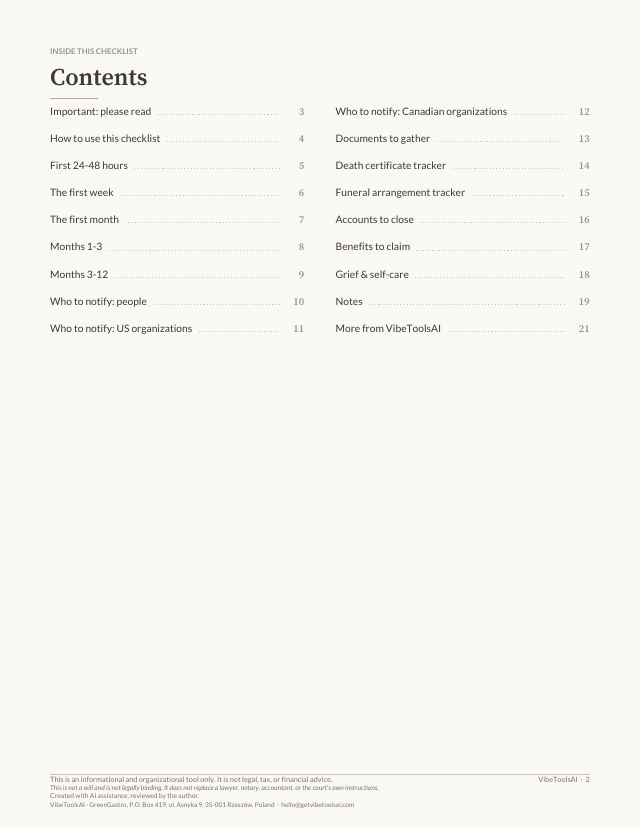 INSIDE THIS CHECKLIST
Contents
Important: please read 3
How to use this checklist 4
First 24-48 hours 5
The first week 6
The first month 7
Months 1-3 8
Months 3-12 9
Who to notify: people 10
Who to notify: US organizations 11
Who to notify: Canadian organizations 12
Documents to gather 13
Death certificate tracker 14
Funeral arrangement tracker 15
Accounts to close 16
Benefits to claim 17
Grief & self-care 18
Notes 19
More from VibeToolsAI 21
This is an informational and organizational tool only. It is not legal, tax, or financial advice.
This is not a will and is not legally binding. It does not replace a lawyer, notary, accountant, or the court's own instructions.
Created with AI assistance, reviewed by the author.
VibeToolsAI · GreenGastro, P.O. Box 419, ul. Asnyka 9, 35-001 Rzeszów, Poland · hello@getvibetoolsai.com
VibeToolsAI · 2